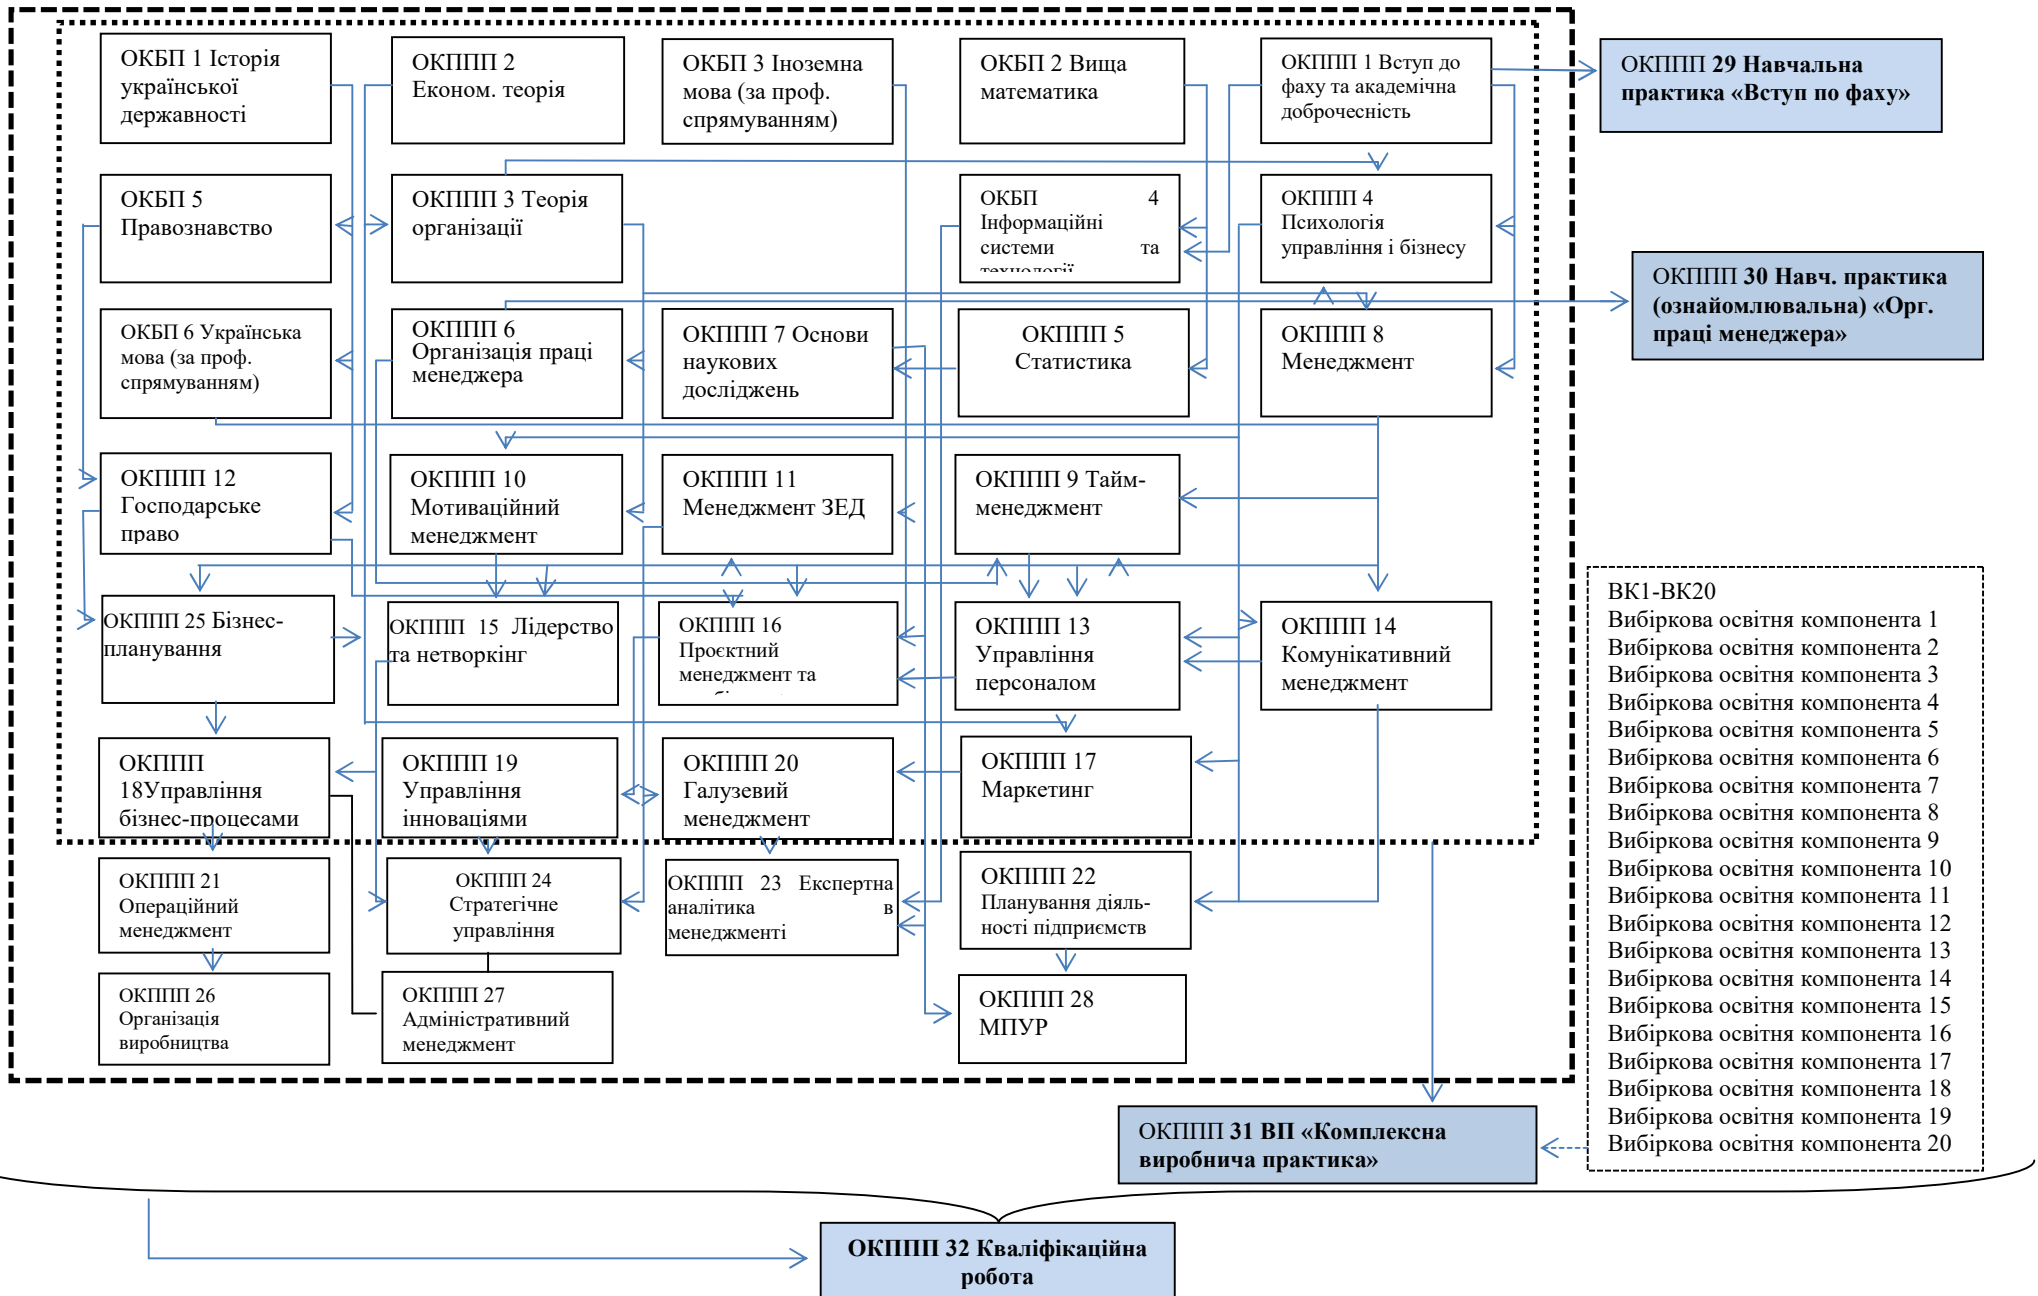 ОКБП 1 Історія
української
державності
ОКППП 2
Економ. теорія
ОКБП 3 Іноземна
мова (за проф.
спрямуванням)
ОКБП 2 Вища
математика
ОКППП 1 Вступ до
фаху та академічна
доброчесність
ОКППП 29 Навчальна
практика «Вступ по фаху»
ОКБП 5
Правознавство
ОКППП 3 Теорія
організації
ОКБП 4
Інформаційні
системи та
технології
ОКППП 4
Психологія
управління і бізнесу
ОКППП 30 Навч. практика
(ознайомлювальна) «Орг.
праці менеджера»
ОКБП 6 Українська
мова (за проф.
спрямуванням)
ОКППП 6
Організація праці
менеджера
ОКППП 7 Основи
наукових
досліджень
ОКППП 5
Статистика
ОКППП 8
Менеджмент
ОКППП 12
Господарське
право
ОКППП 10
Мотиваційний
менеджмент
ОКППП 11
Менеджмент ЗЕД
ОКППП 9 Тайм-
менеджмент
ОКППП 25 Бізнес-
планування
ОКППП 15 Лідерство
та нетворкінг
ОКППП 16
Проєктний
менеджмент та
ОКППП 13
Управління
персоналом
ОКППП 14
Комунікативний
менеджмент
ОКППП
18Управління
бізнес-процесами
ОКППП 19
Управління
інноваціями
ОКППП 20
Галузевий
менеджмент
ОКППП 17
Маркетинг
ОКППП 21
Операційний
менеджмент
ОКППП 24
Стратегічне
управління
ОКППП 23 Експертна
аналітика в
менеджменті
ОКППП 22
Планування діяль-
ності підприємств
ОКППП 26
Організація
виробництва
ОКППП 27
Адміністративний
менеджмент
ОКППП 28
МПУР
ВК1-ВК20
Вибіркова освітня компонента 1
Вибіркова освітня компонента 2
Вибіркова освітня компонента 3
Вибіркова освітня компонента 4
Вибіркова освітня компонента 5
Вибіркова освітня компонента 6
Вибіркова освітня компонента 7
Вибіркова освітня компонента 8
Вибіркова освітня компонента 9
Вибіркова освітня компонента 10
Вибіркова освітня компонента 11
Вибіркова освітня компонента 12
Вибіркова освітня компонента 13
Вибіркова освітня компонента 14
Вибіркова освітня компонента 15
Вибіркова освітня компонента 16
Вибіркова освітня компонента 17
Вибіркова освітня компонента 18
Вибіркова освітня компонента 19
Вибіркова освітня компонента 20
ОКППП 31 ВП «Комплексна
виробнича практика»
ОКППП 32 Кваліфікаційна
робота